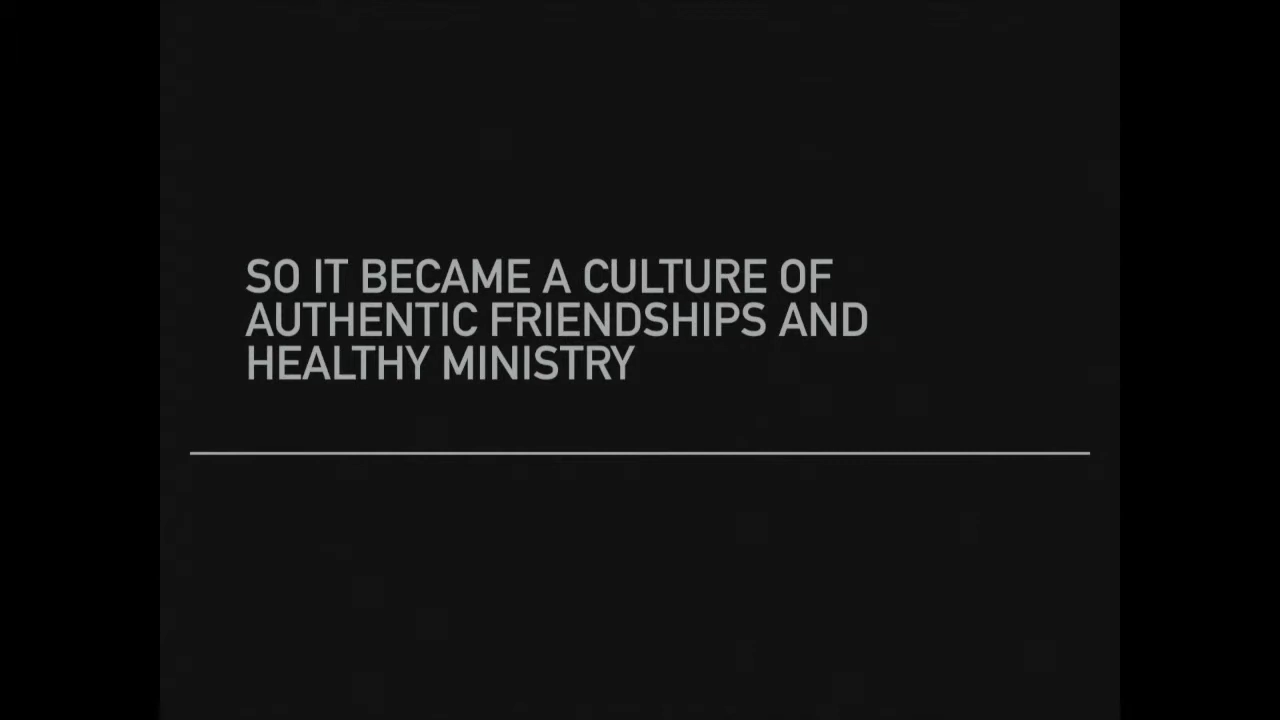 SO IT BECAME A CULTURE OF
AUTHENTIC FRIENDSHIPS AND
HEALTHY MINISTRY